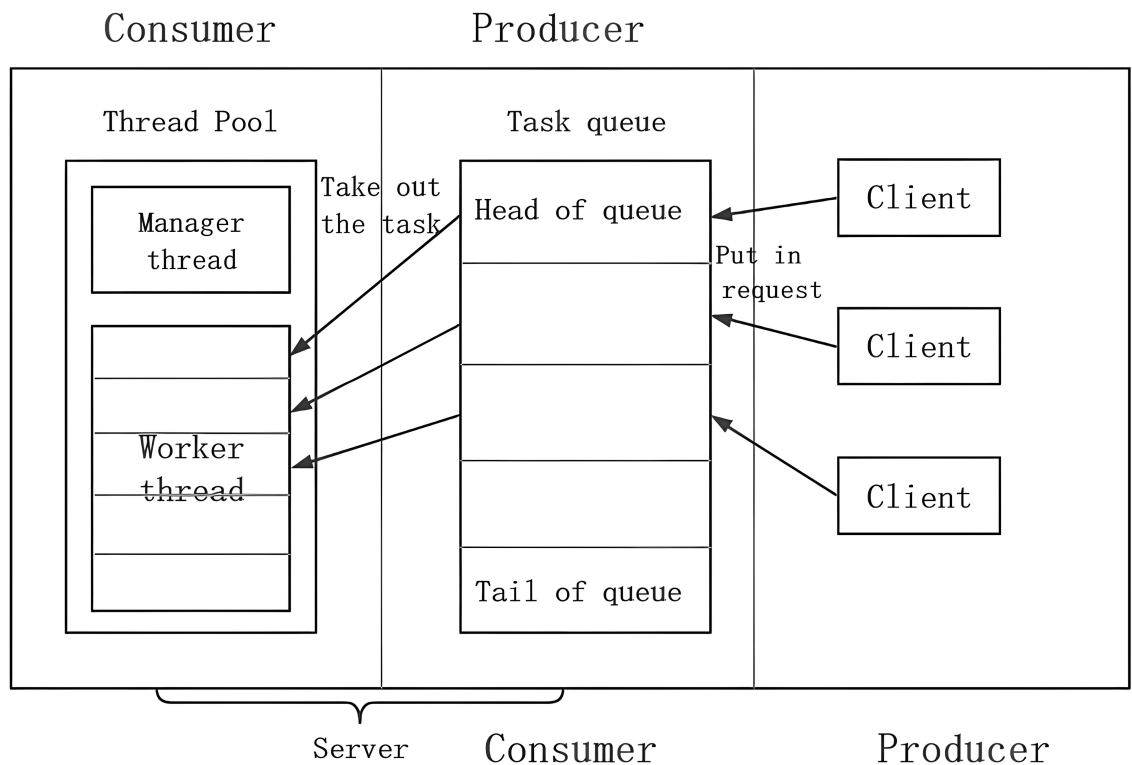 Consumer
Producer
Thread Pool
Task queue
Manager
thread
Take out
the task
Head of queue
Client
Put in
request
Client
Worker
thread
Client
Tail of queue
Server
Consumer
Producer